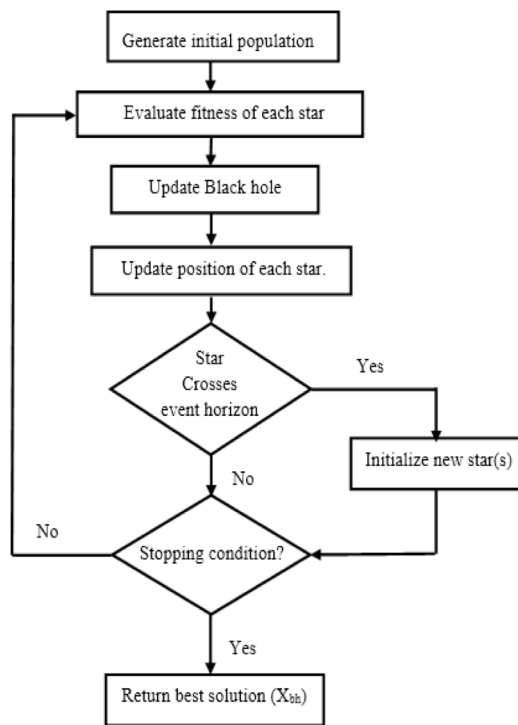 Generate initial population
Evaluate fitness of each star
Update Black hole
Update position of each star.
Star
Crosses
event horizon
Yes
Initialize new star(s)
No
No
Stopping condition?
Yes
Return best solution (Xbh)